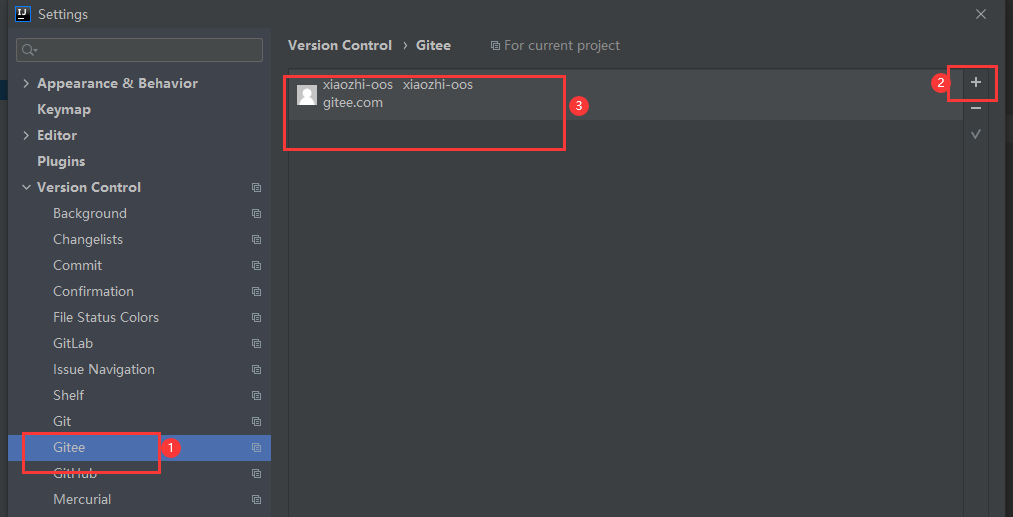 IJ Settings
Version Control › Gitee For current project
Appearance & Behavior
Keymap
Editor
Plugins
Version Control
Background
Changelists
Commit
Confirmation
File Status Colors
GitLab
Issue Navigation
Shelf
Git
Gitee
1
GitHub
Mercurial
xiaozhi-oos xiaozhi-oos
gitee.com
3
2